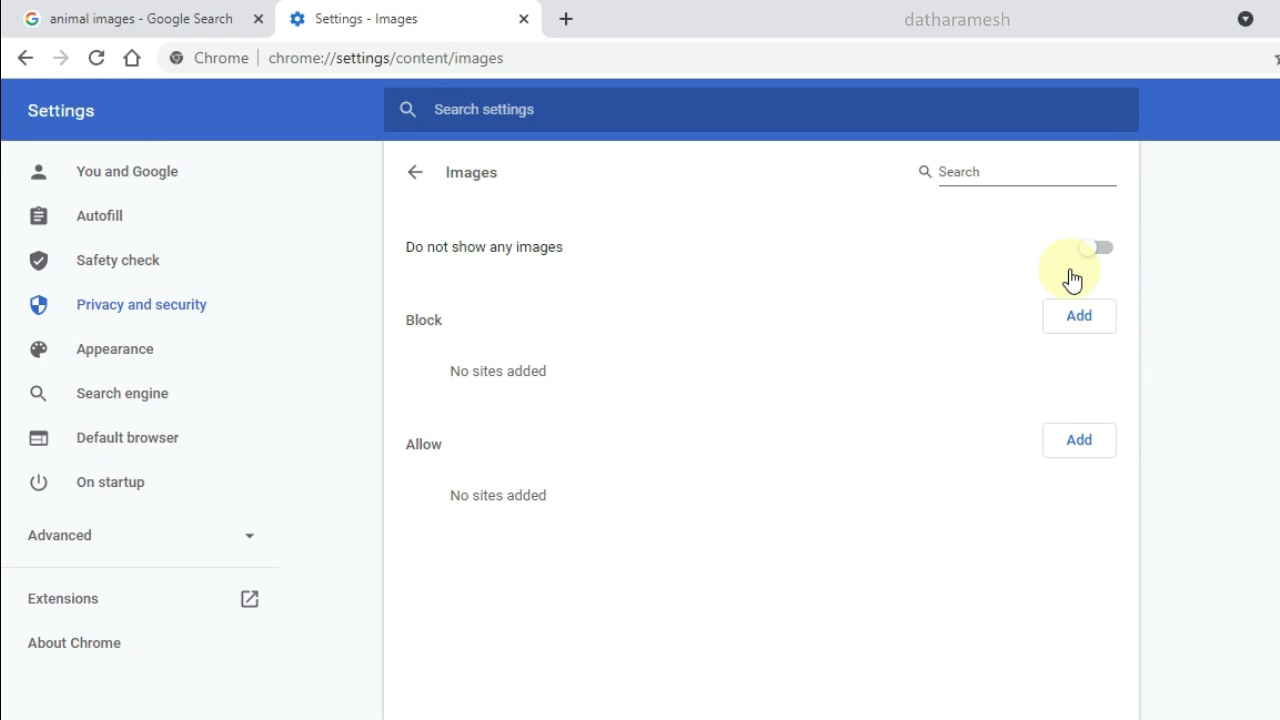 animal images - Google Search
Settings - Images
datharamesh
Chrome
chrome://settings/content/images
Settings
Search settings
You and Google
Autofill
Safety check
Privacy and security
Appearance
Search engine
Default browser
On startup
Advanced
Extensions
About Chrome
Images
Search
Do not show any images
Block
Add
No sites added
Allow
Add
No sites added